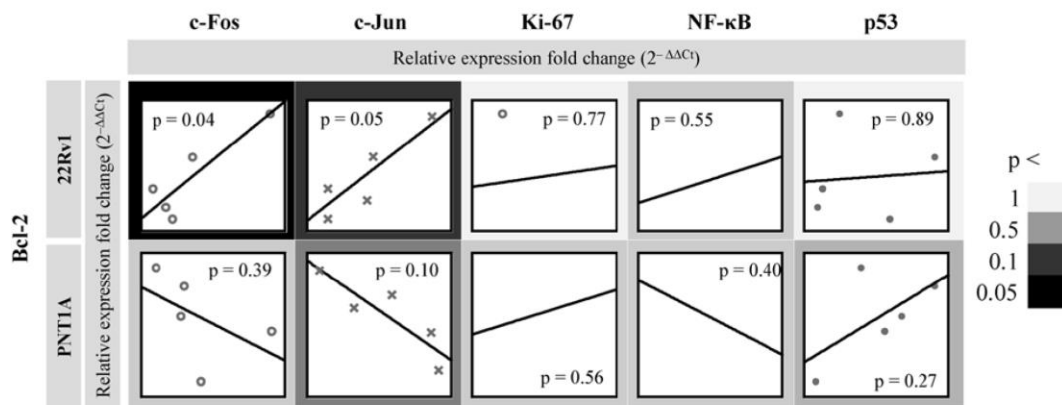 c-Fos c-Jun Ki-67 NF-κB p53
Relative expression fold change (2^−ΔΔCt)
Bcl-2
22Rv1
Relative expression fold change (2^−ΔΔCt)
p = 0.04 p = 0.05 p = 0.77 p = 0.55 p = 0.89
PNT1A
p = 0.39 p = 0.10 p = 0.56 p = 0.40 p = 0.27
p <
1
0.5
0.1
0.05